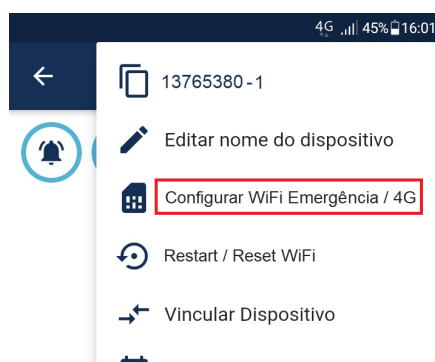 4G 45% 16:01
13765380-1
Editar nome do dispositivo
Configurar WiFi Emergência / 4G
Restart / Reset WiFi
Vincular Dispositivo